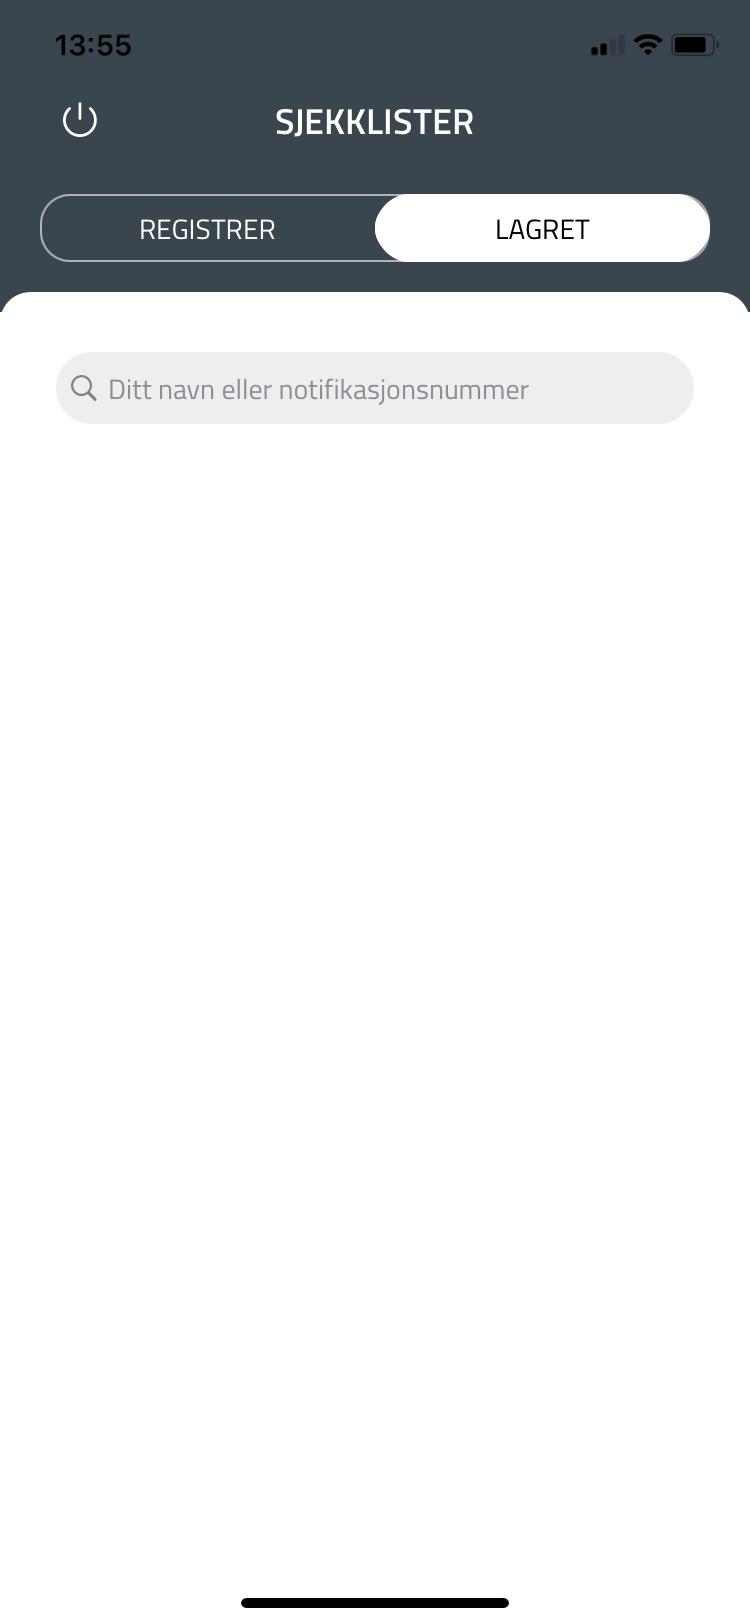 13:55
SJEKKLISTER
REGISTRER LAGRET
Ditt navn eller notifikasjonsnummer